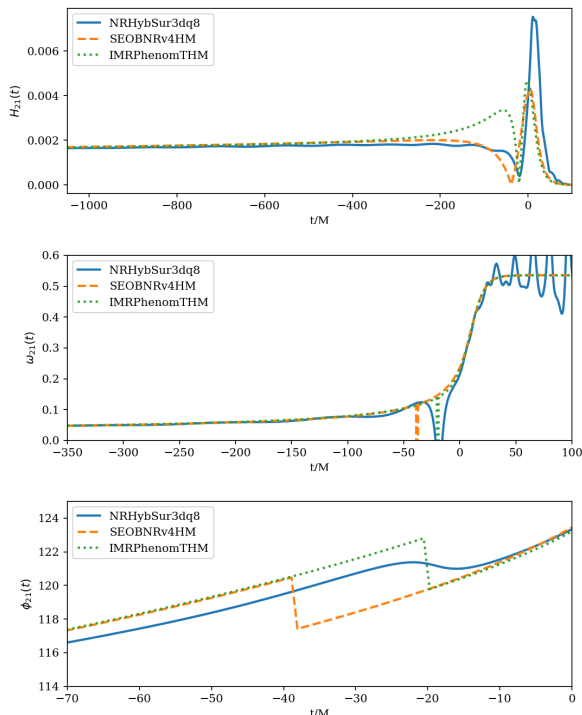 NRHybSur3dq8
SEOBNRv4HM
IMRPhenomTHM
0.006
0.004
0.002
0.000
H₂₁(t)
−1000 −800 −600 −400 −200 0
t/M
NRHybSur3dq8
SEOBNRv4HM
IMRPhenomTHM
0.6
0.5
0.4
0.3
0.2
0.1
0.0
ω₂₁(t)
−350 −300 −250 −200 −150 −100 −50 0 50 100
t/M
NRHybSur3dq8
SEOBNRv4HM
IMRPhenomTHM
124
122
120
118
116
114
ϕ₂₁(t)
−70 −60 −50 −40 −30 −20 −10 0
t/M